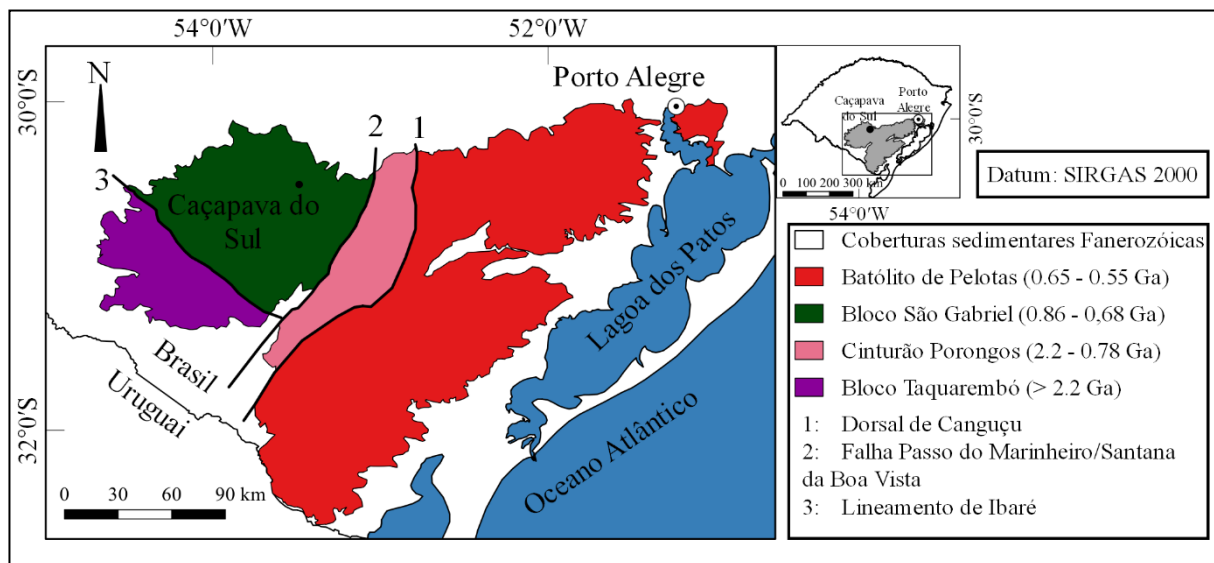 54°0′W
52°0′W
30°0′S
32°0′S
N
Porto Alegre
3
2
1
Caçapava do
Sul
Brasil
Uruguai
Lagoa dos Patos
Oceano Atlântico
0 30 60 90 km
Caçapava
do Sul
Porto
Alegre
30°0′S
0 100 200 300 km
54°0′W
Datum: SIRGAS 2000
Coberturas sedimentares Fanerozóicas
Batólito de Pelotas (0.65 - 0.55 Ga)
Bloco São Gabriel (0.86 - 0,68 Ga)
Cinturão Porongos (2.2 - 0.78 Ga)
Bloco Taquarembó (> 2.2 Ga)
1: Dorsal de Canguçu
2: Falha Passo do Marinheiro/Santana
da Boa Vista
3: Lineamento de Ibaré